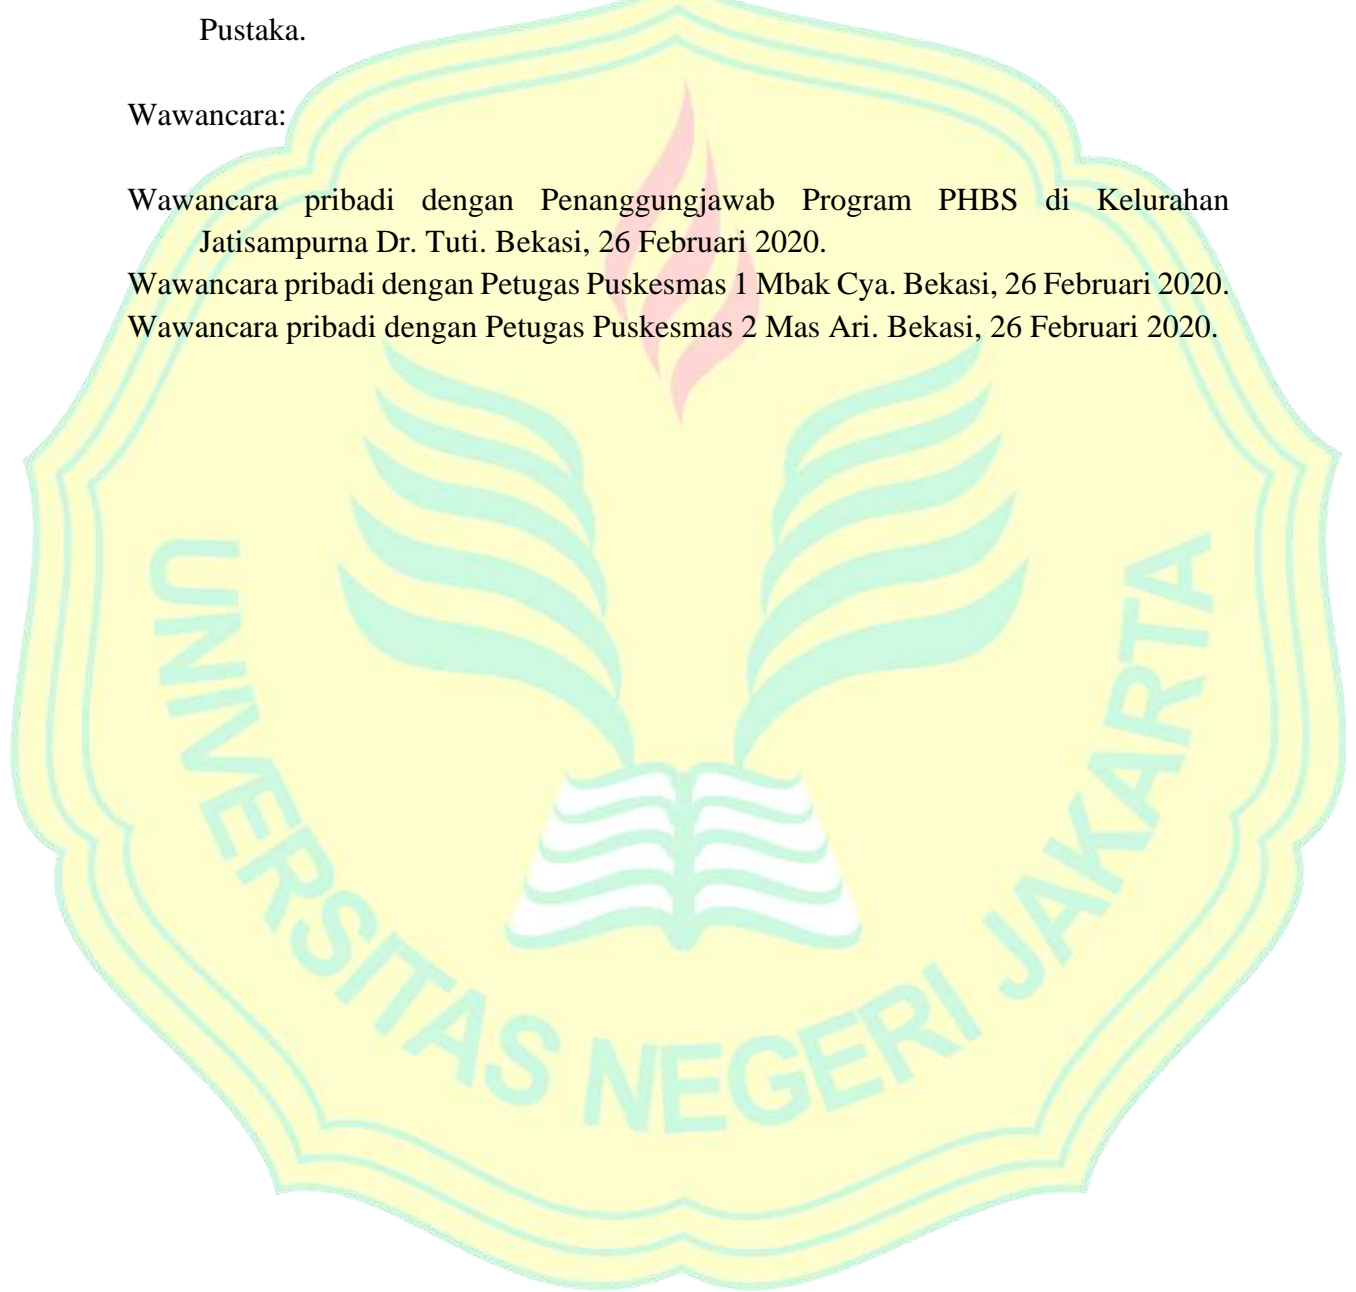 Pustaka.
Wawancara:
Wawancara pribadi dengan Penanggungjawab Program PHBS di Kelurahan
Jatisampurna Dr. Tuti. Bekasi, 26 Februari 2020.
Wawancara pribadi dengan Petugas Puskesmas 1 Mbak Cya. Bekasi, 26 Februari 2020.
Wawancara pribadi dengan Petugas Puskesmas 2 Mas Ari. Bekasi, 26 Februari 2020.
UNIVERSITAS NEGERI JAKARTA